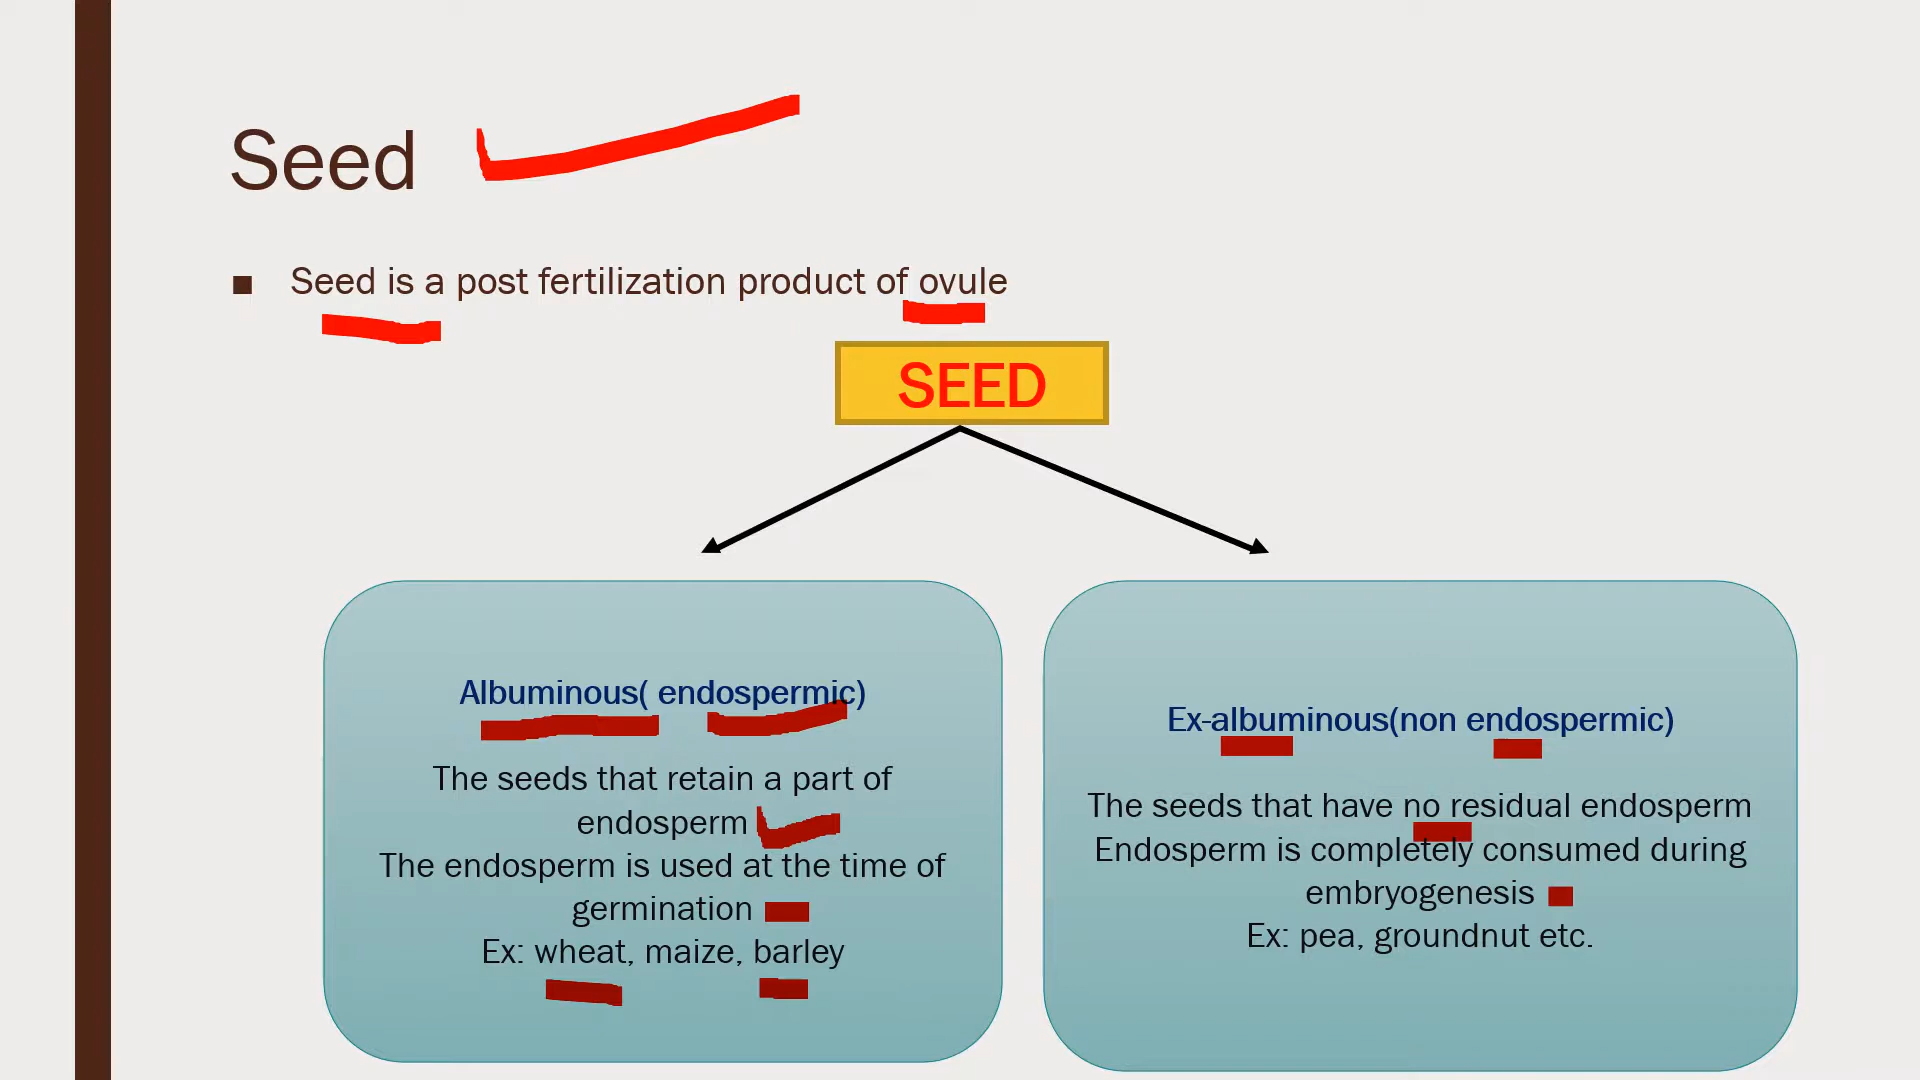 Seed
Seed is a post fertilization product of ovule
SEED
Albuminous( endospermic)
The seeds that retain a part of
endosperm
The endosperm is used at the time of
germination
Ex: wheat, maize, barley
Ex-albuminous(non endospermic)
The seeds that have no residual endosperm
Endosperm is completely consumed during
embryogenesis
Ex: pea, groundnut etc.